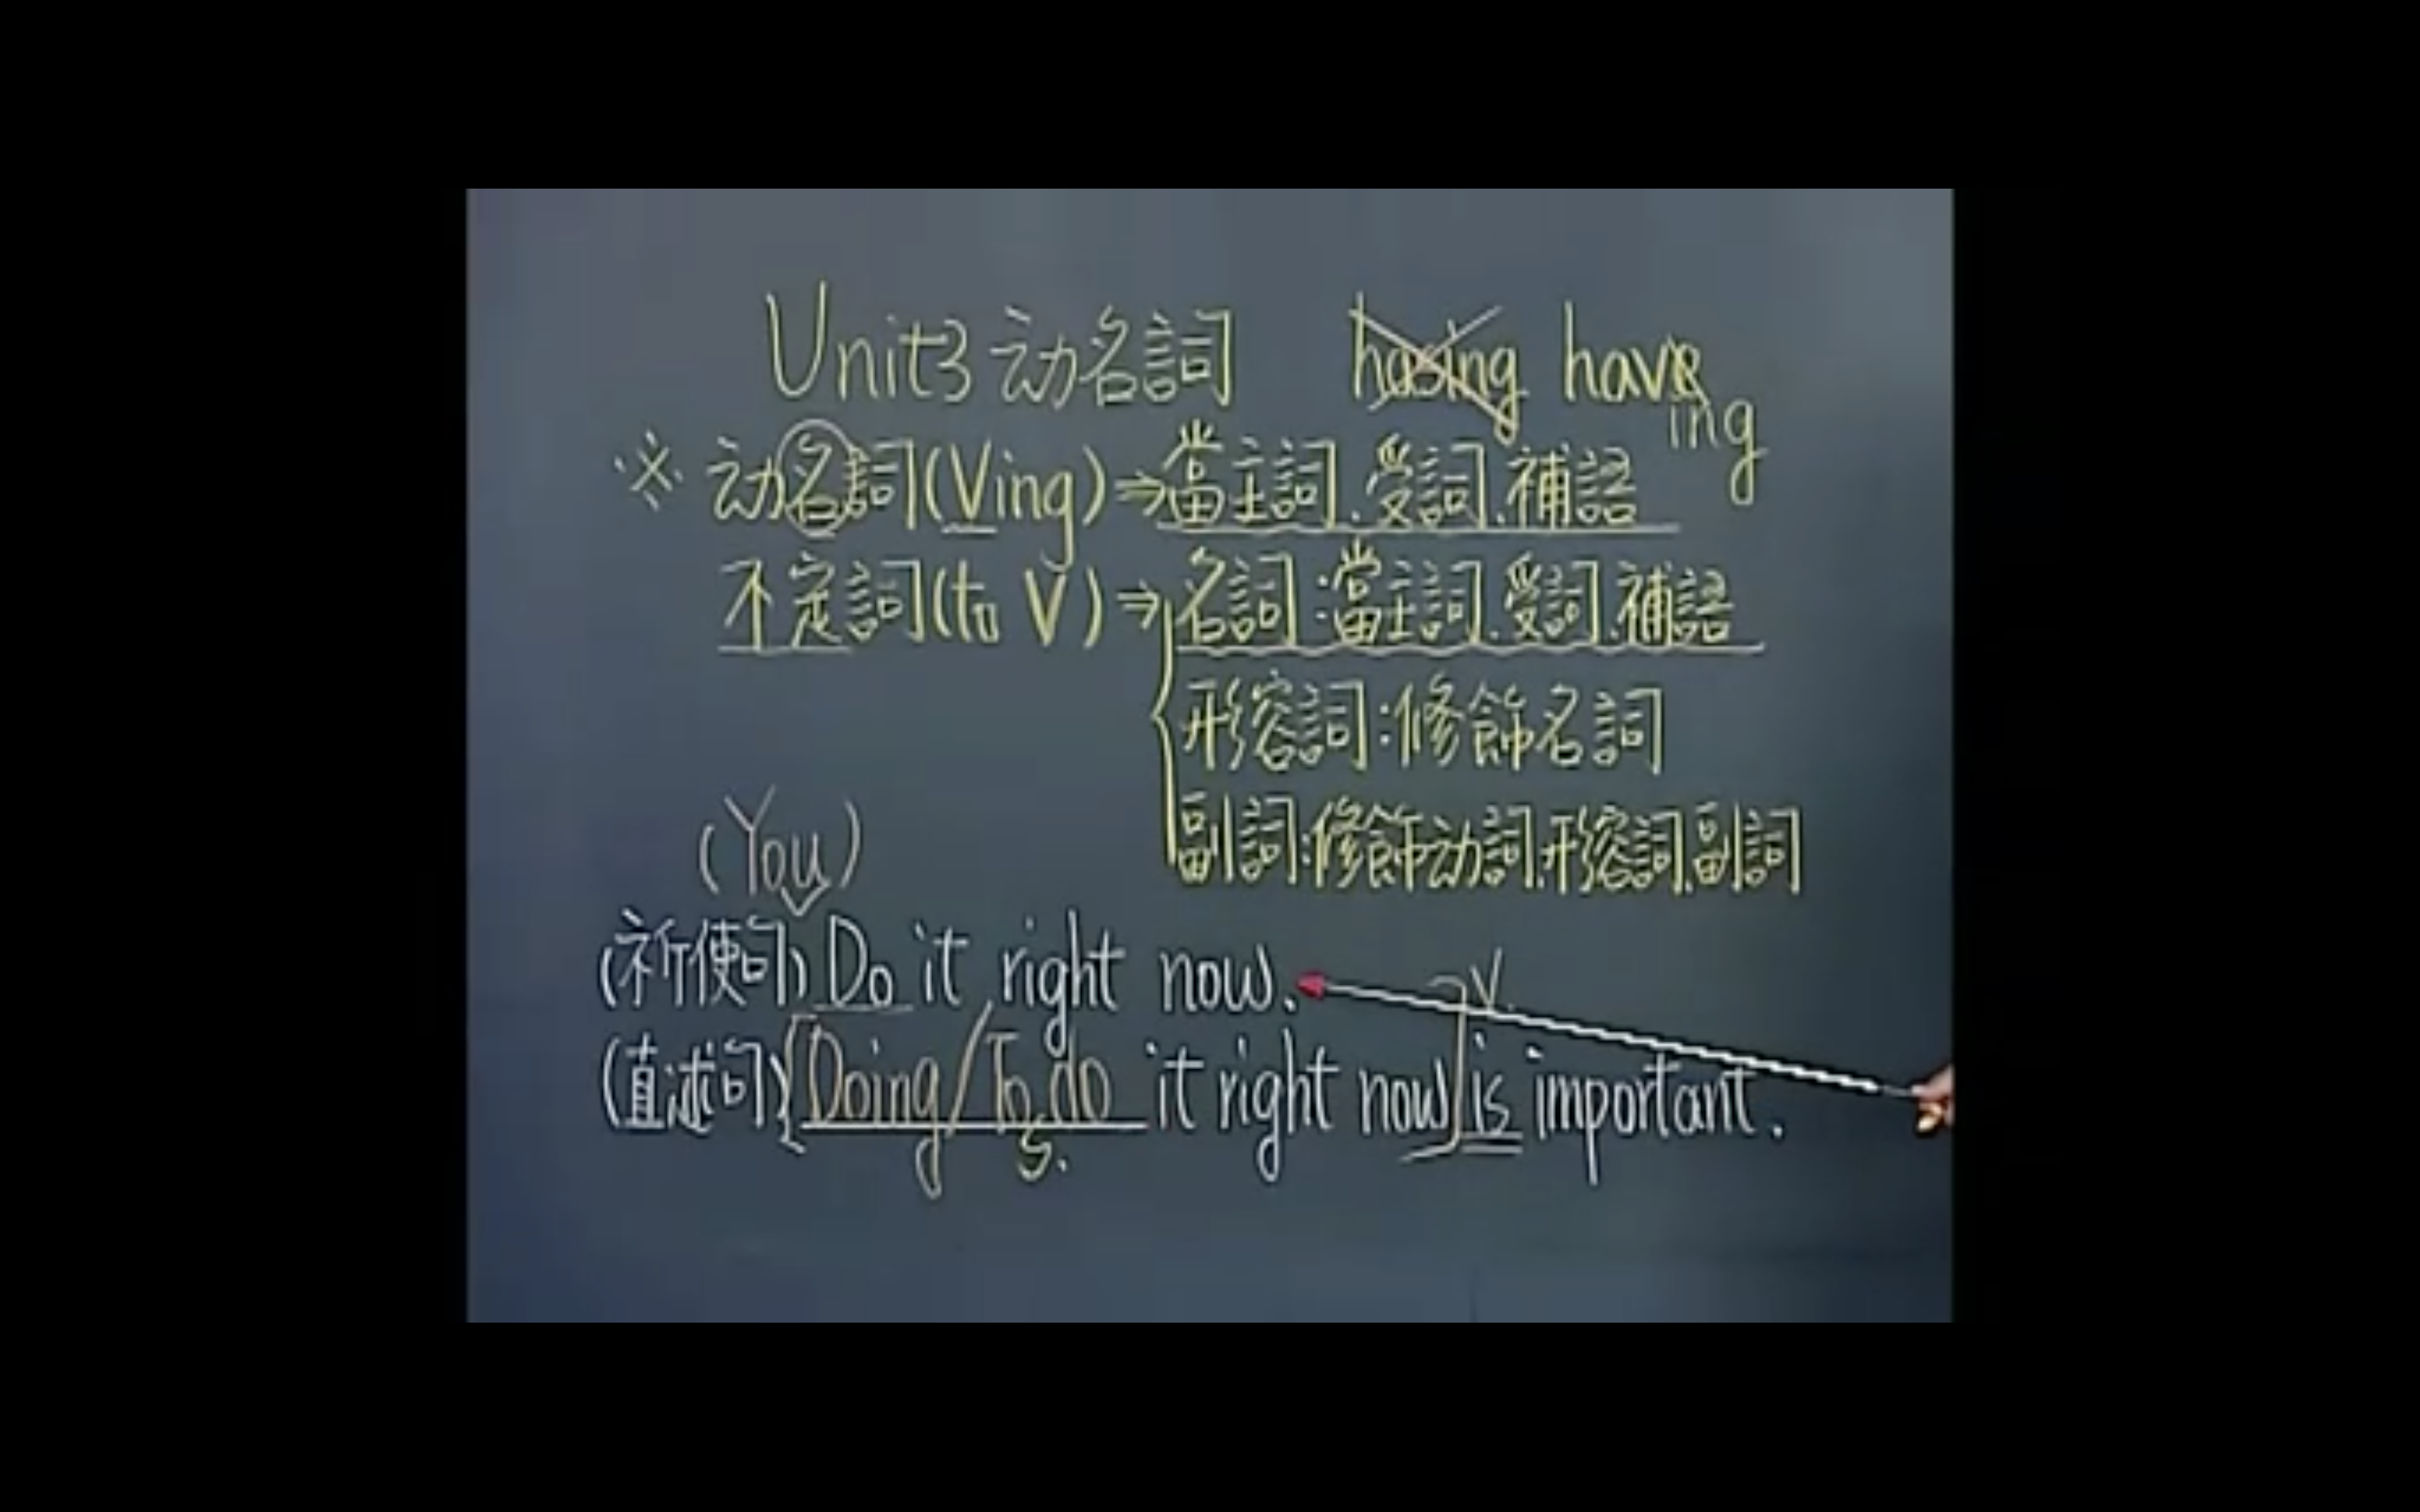 Unit3 动名詞 hasing having
※ 动名詞(Ving)⇒當主詞.受詞.補語
不定詞(to V)⇒名詞:當主詞.受詞.補語
形容詞:修飾名詞
副詞:修飾动詞.形容詞.副詞
(You)
(祈使句) Do it right now. V.
(直述句)[Doing/To do it right now] is important.
S.